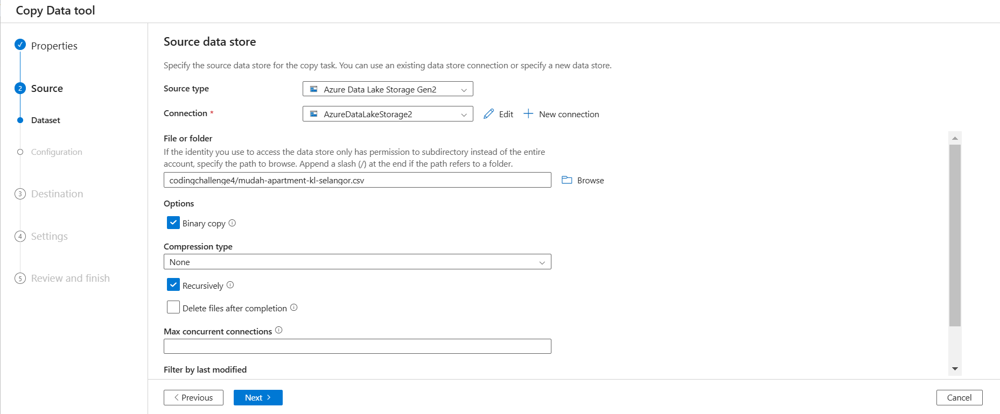 Copy Data tool
Properties
2 Source
Dataset
Configuration
3 Destination
4 Settings
5 Review and finish
Source data store
Specify the source data store for the copy task. You can use an existing data store connection or specify a new data store.
Source type Azure Data Lake Storage Gen2
Connection * AzureDataLakeStorage2 Edit New connection
File or folder
If the identity you use to access the data store only has permission to subdirectory instead of the entire
account, specify the path to browse. Append a slash (/) at the end if the path refers to a folder.
codingchallenge4/mudah-apartment-kl-selangor.csv Browse
Options
Binary copy
Compression type
None
Recursively
Delete files after completion
Max concurrent connections
Filter by last modified
< Previous Next > Cancel